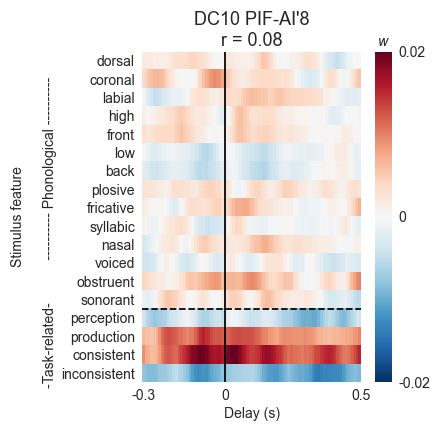 DC10 PIF-AI'8
r = 0.08
w
dorsal
coronal
labial
high
front
low
back
plosive
fricative
syllabic
nasal
voiced
obstruent
sonorant
perception
production
consistent
inconsistent
Stimulus feature
-Task-related- ---------- Phonological ----------
0.02
0
-0.02
-0.3 0 0.5
Delay (s)